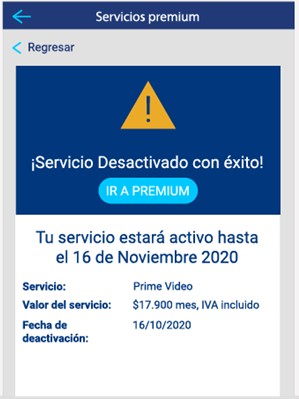 Servicios premium
Regresar
¡Servicio Desactivado con éxito!
IR A PREMIUM
Tu servicio estará activo hasta
el 16 de Noviembre 2020
Servicio: Prime Video
Valor del servicio: $17.900 mes, IVA incluido
Fecha de 16/10/2020
deactivación: